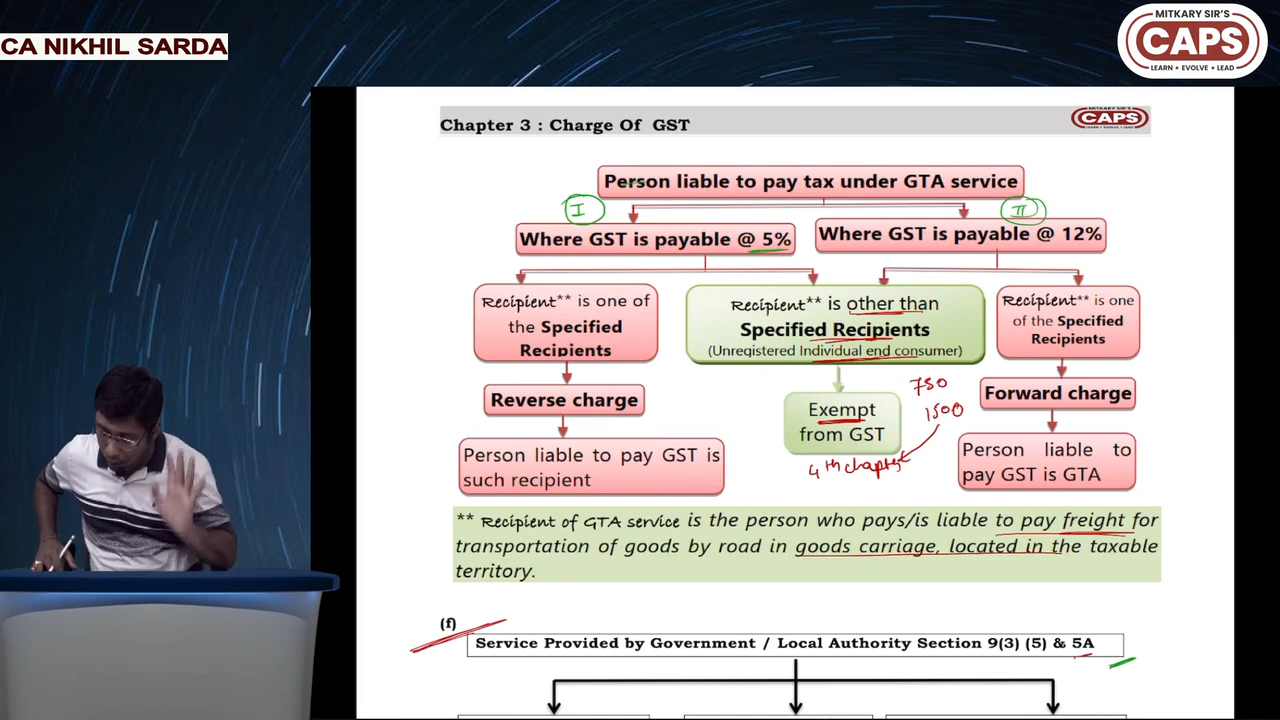 CA NIKHIL SARDA
MITKARY SIR'S
CAPS
LEARN • EVOLVE • LEAD
Chapter 3 : Charge Of GST
MITKARY SIR'S
CAPS
LEARN • EVOLVE • LEAD
Person liable to pay tax under GTA service
I
II
Where GST is payable @ 5%
Where GST is payable @ 12%
Recipient** is one of
the Specified
Recipients
Recipient** is other than
Specified Recipients
(Unregistered Individual end consumer)
Recipient** is one
of the Specified
Recipients
Reverse charge
Exempt
from GST
750
1500
4th chapter
Forward charge
Person liable to pay GST is
such recipient
Person liable to
pay GST is GTA
** Recipient of GTA service is the person who pays/is liable to pay freight for
transportation of goods by road in goods carriage, located in the taxable
territory.
(f)
Service Provided by Government / Local Authority Section 9(3) (5) & 5A